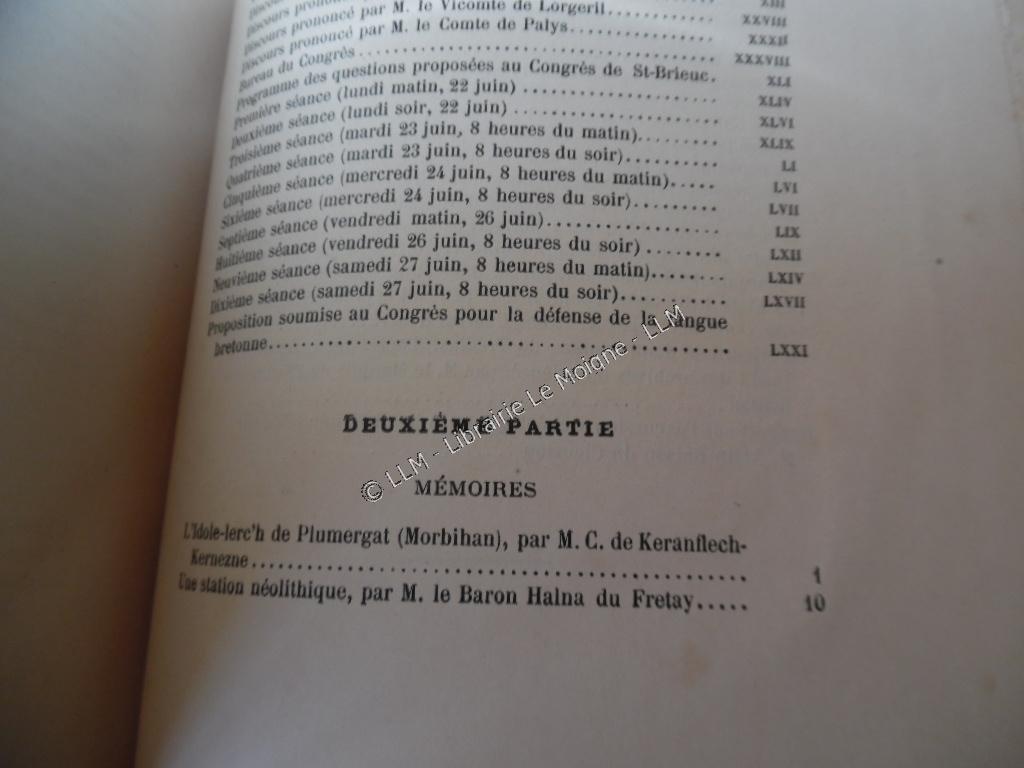 Discours prononcé par M. le Vicomte de Lorgeril............ XXVIII
Discours prononcé par M. le Comte de Palys............ XXXII
Bureau du Congrès............ XXXVIII
Programme des questions proposées au Congrès de St-Brieuc. XLI
Première séance (lundi matin, 22 juin)............ XLIV
Deuxième séance (lundi soir, 22 juin)............ XLVI
Troisième séance (mardi 23 juin, 8 heures du matin)............ XLIX
Quatrième séance (mardi 23 juin, 8 heures du soir)............ LI
Cinquième séance (mercredi 24 juin, 8 heures du matin)..... LVI
Sixième séance (mercredi 24 juin, 8 heures du soir)......... LVII
Septième séance (vendredi matin, 26 juin)............ LIX
Huitième séance (vendredi 26 juin, 8 heures du soir)........ LXII
Neuvième séance (samedi 27 juin, 8 heures du matin)........ LXIV
Dixième séance (samedi 27 juin, 8 heures du soir)........... LXVII
Proposition soumise au Congrès pour la défense de la langue
bretonne............ LXXI
DEUXIÈME PARTIE
MÉMOIRES
L'Idole-lerc'h de Plumergat (Morbihan), par M. C. de Keranflech-
Kernezne............ 1
Une station néolithique, par M. le Baron Halna du Fretay..... 10
© LLM - Librairie Le Moigne - LLM